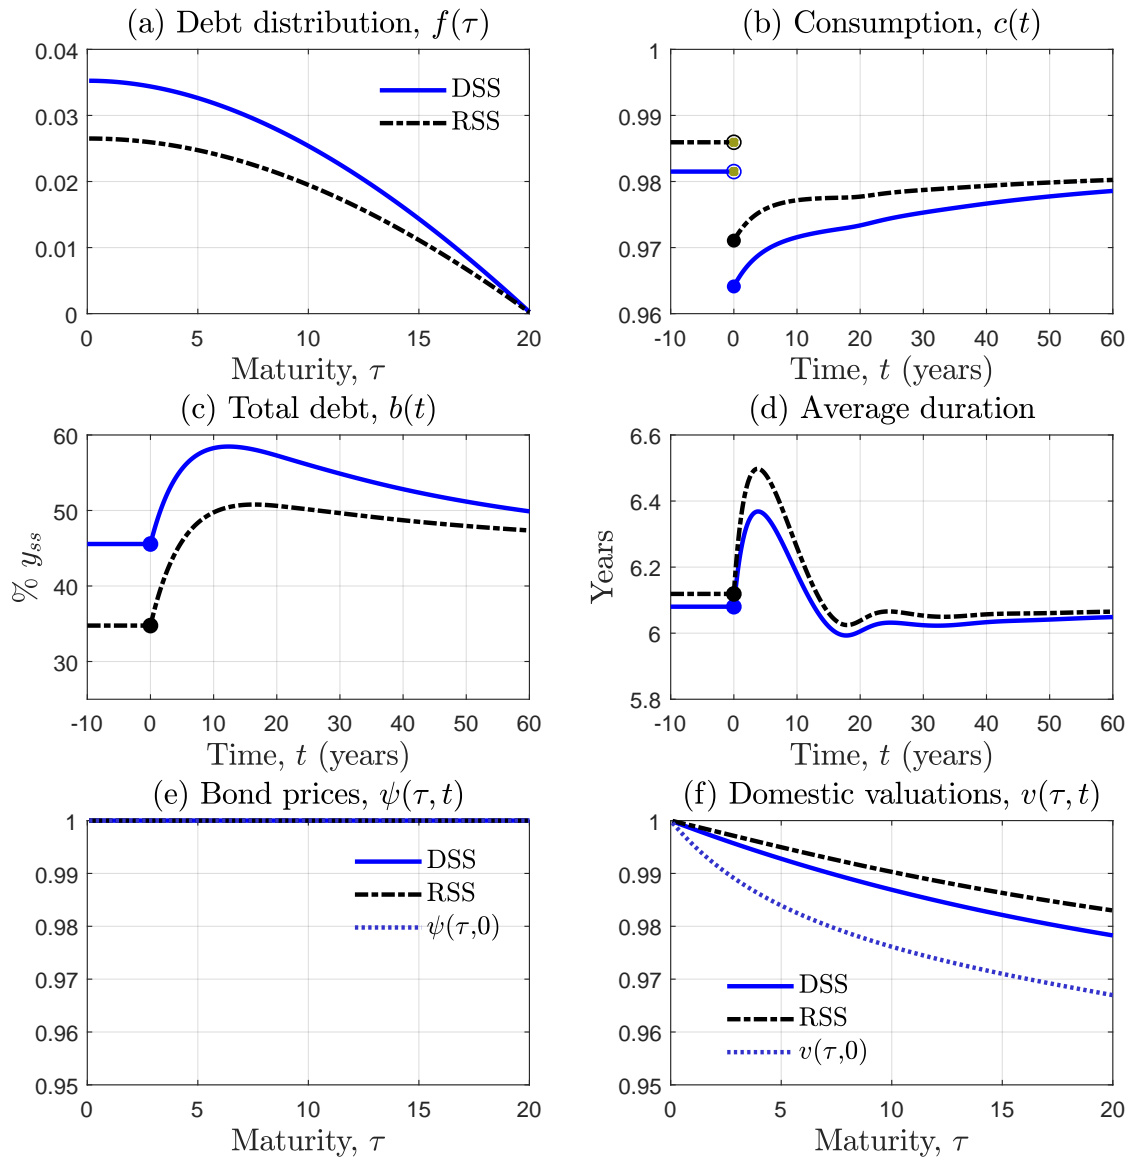 (a) Debt distribution, f(τ)
0.04
0.03
0.02
0.01
0
0 5 10 15 20
DSS
RSS
Maturity, τ
(b) Consumption, c(t)
1
0.99
0.98
0.97
0.96
-10 0 10 20 30 40 50 60
Time, t (years)
(c) Total debt, b(t)
60
50
40
30
% y_ss
-10 0 10 20 30 40 50 60
Time, t (years)
(d) Average duration
6.6
6.4
6.2
6
5.8
Years
-10 0 10 20 30 40 50 60
Time, t (years)
(e) Bond prices, ψ(τ, t)
1
0.99
0.98
0.97
0.96
0.95
DSS
RSS
ψ(τ,0)
0 5 10 15 20
Maturity, τ
(f) Domestic valuations, v(τ, t)
1
0.99
0.98
0.97
0.96
0.95
DSS
RSS
v(τ,0)
0 5 10 15 20
Maturity, τ